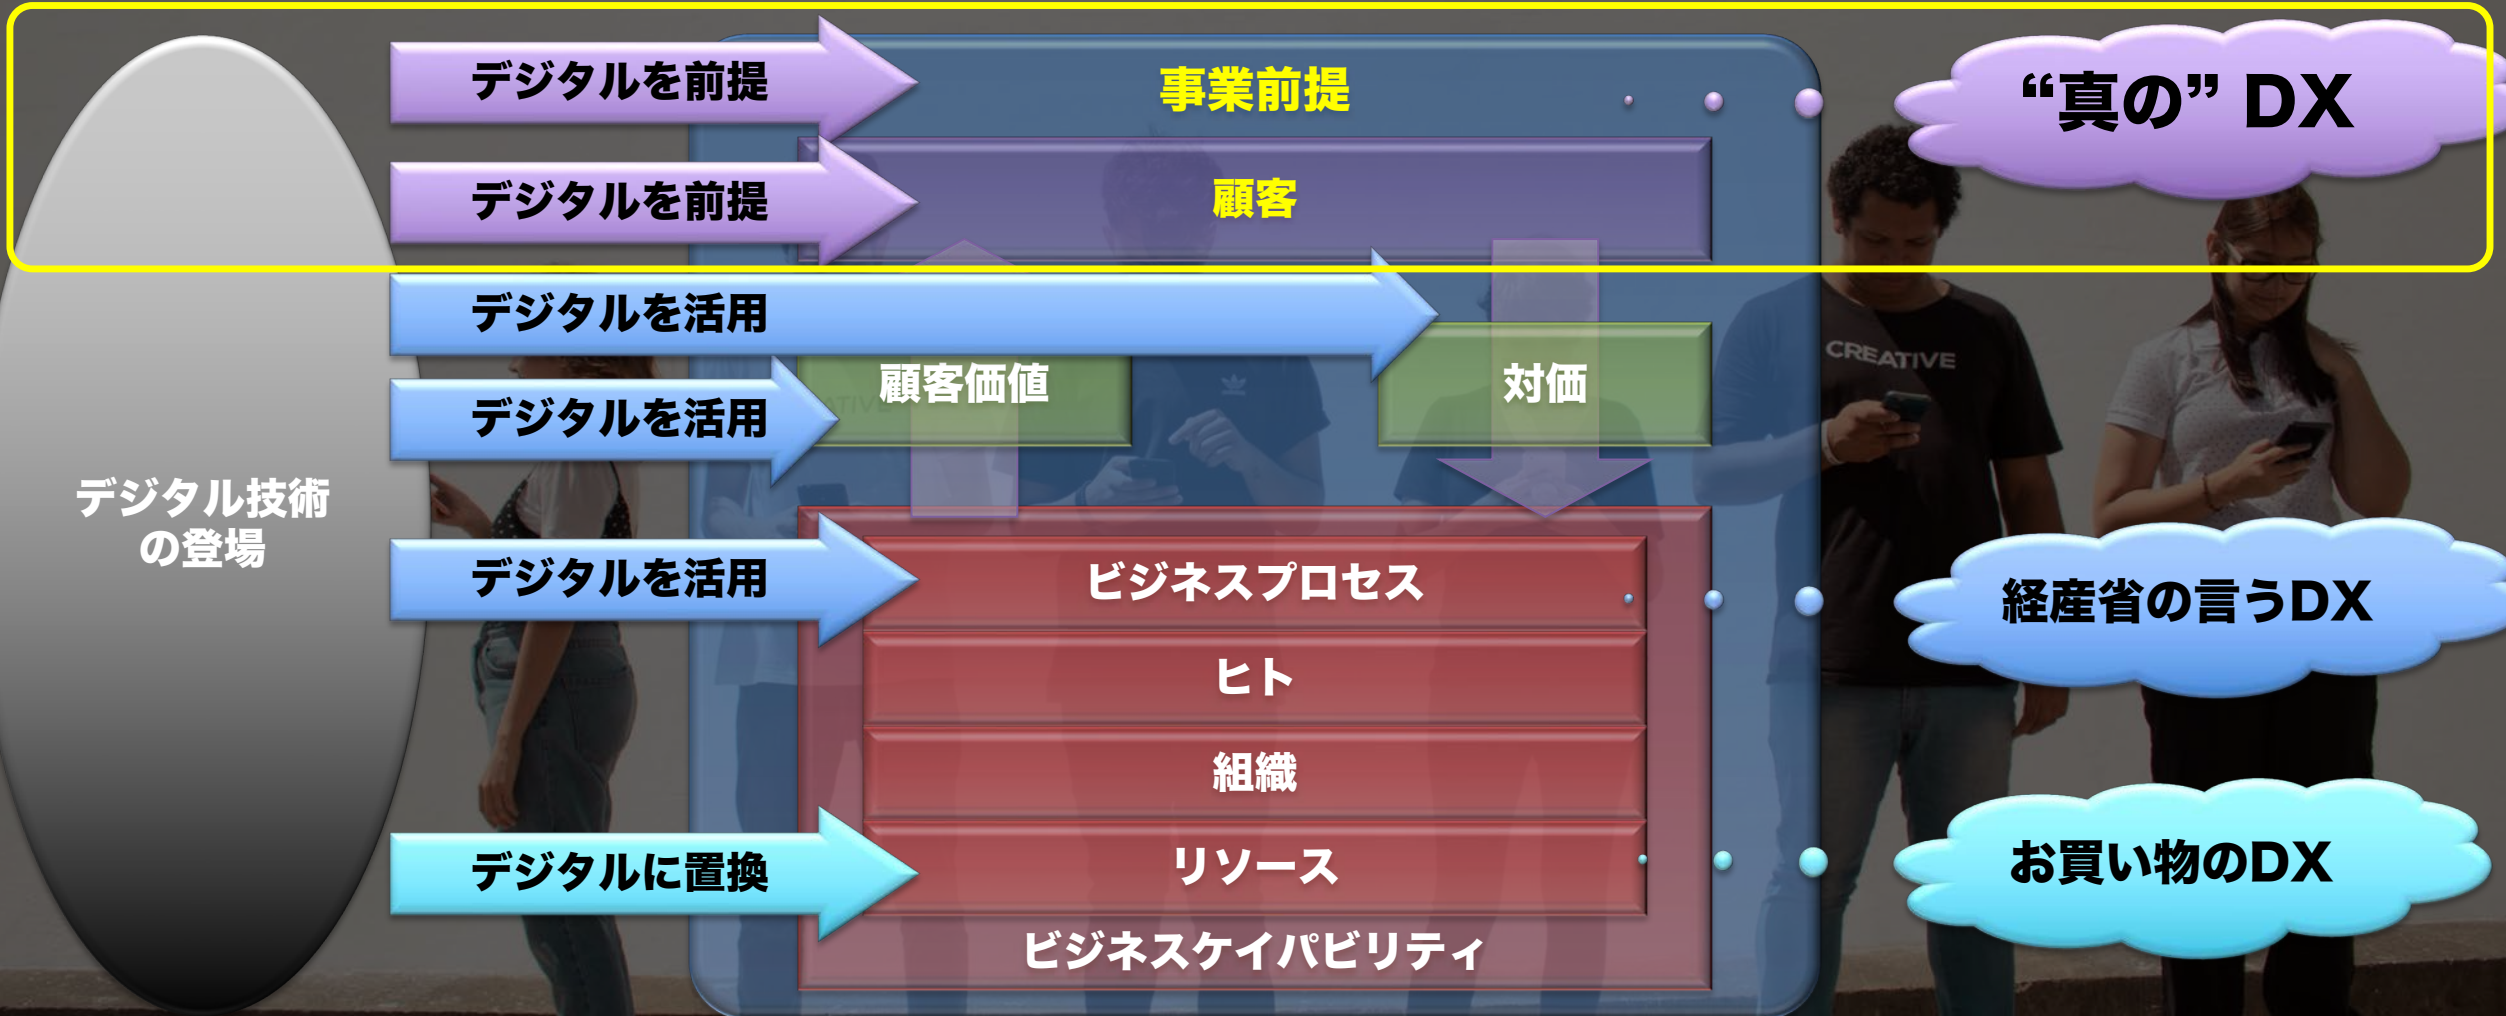 デジタルを前提
事業前提
“真の” DX
デジタルを前提
顧客
デジタルを活用
デジタルを活用
顧客価値
対価
CREATIVE
デジタル技術
の登場
デジタルを活用
ビジネスプロセス
経産省の言うDX
ヒト
組織
デジタルに置換
リソース
お買い物のDX
ビジネスケイパビリティ